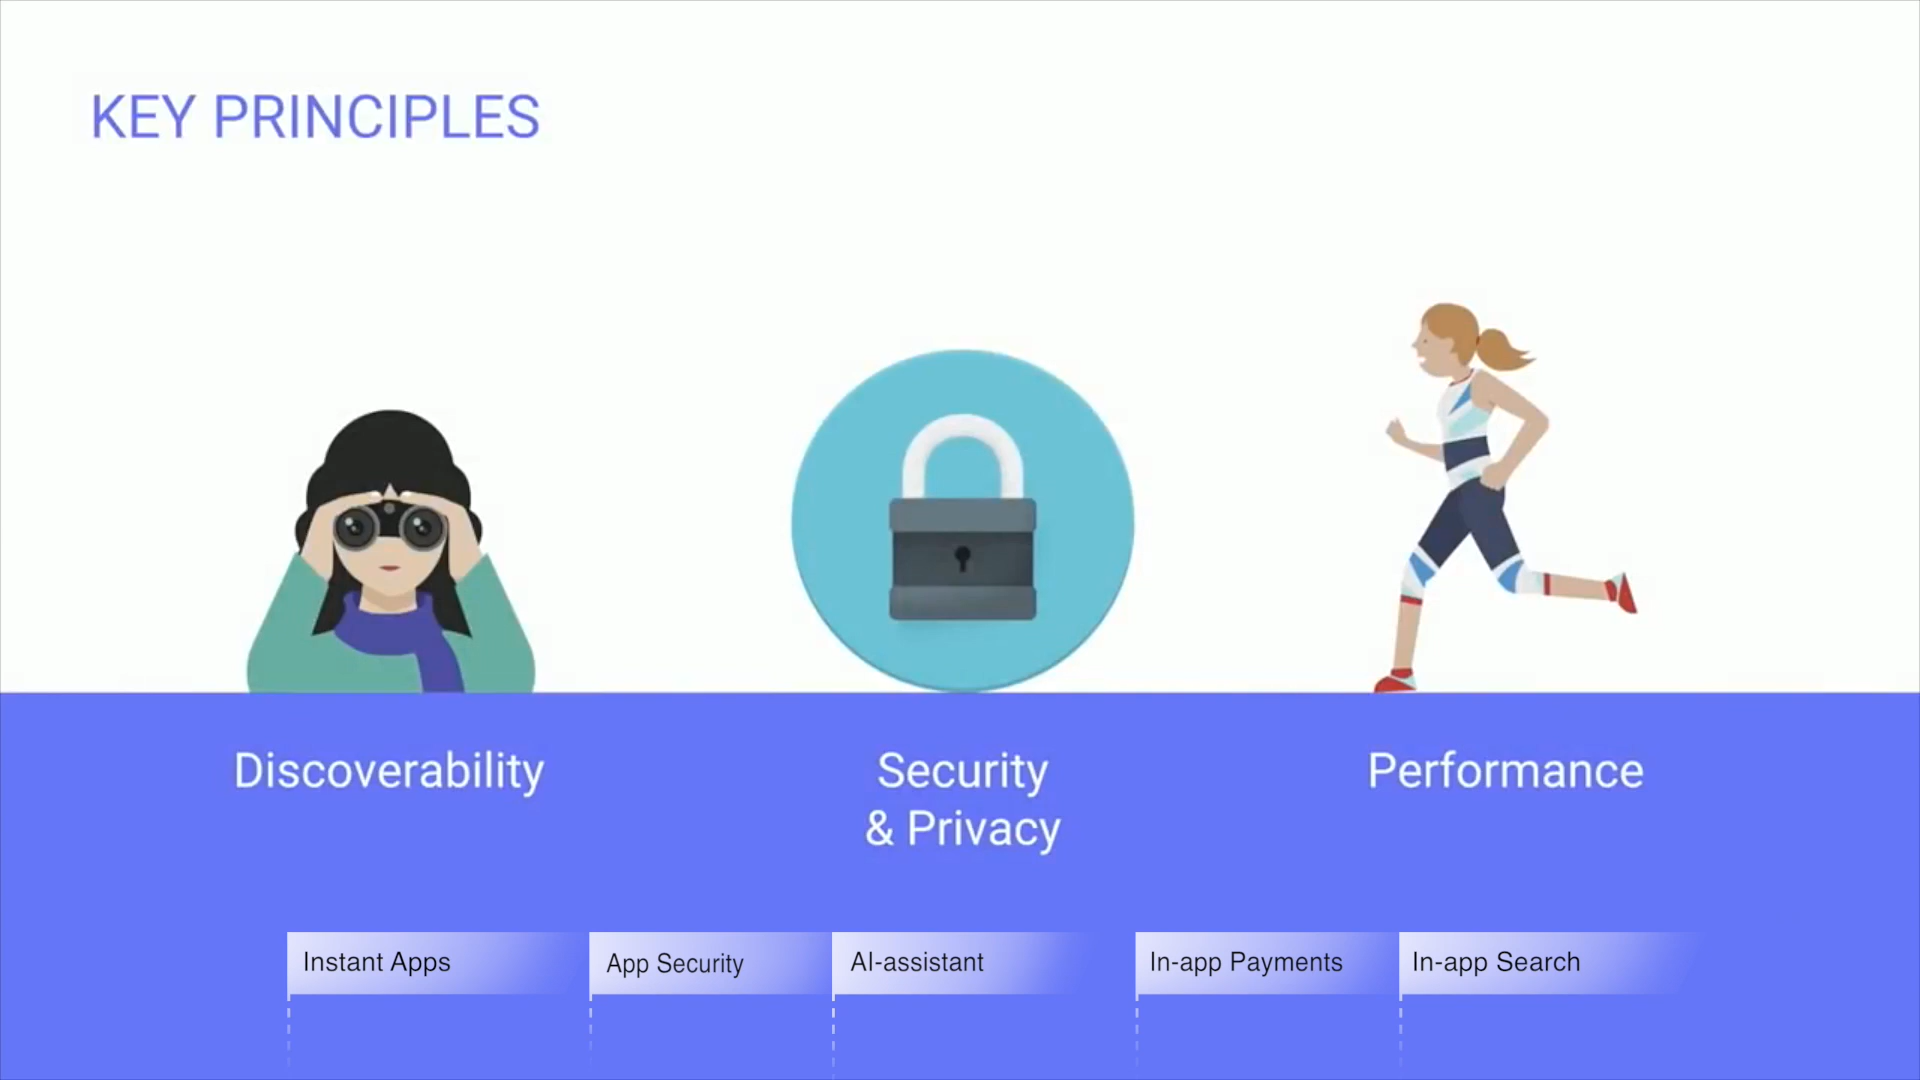 KEY PRINCIPLES
Discoverability
Security
& Privacy
Performance
Instant Apps
App Security
AI-assistant
In-app Payments
In-app Search